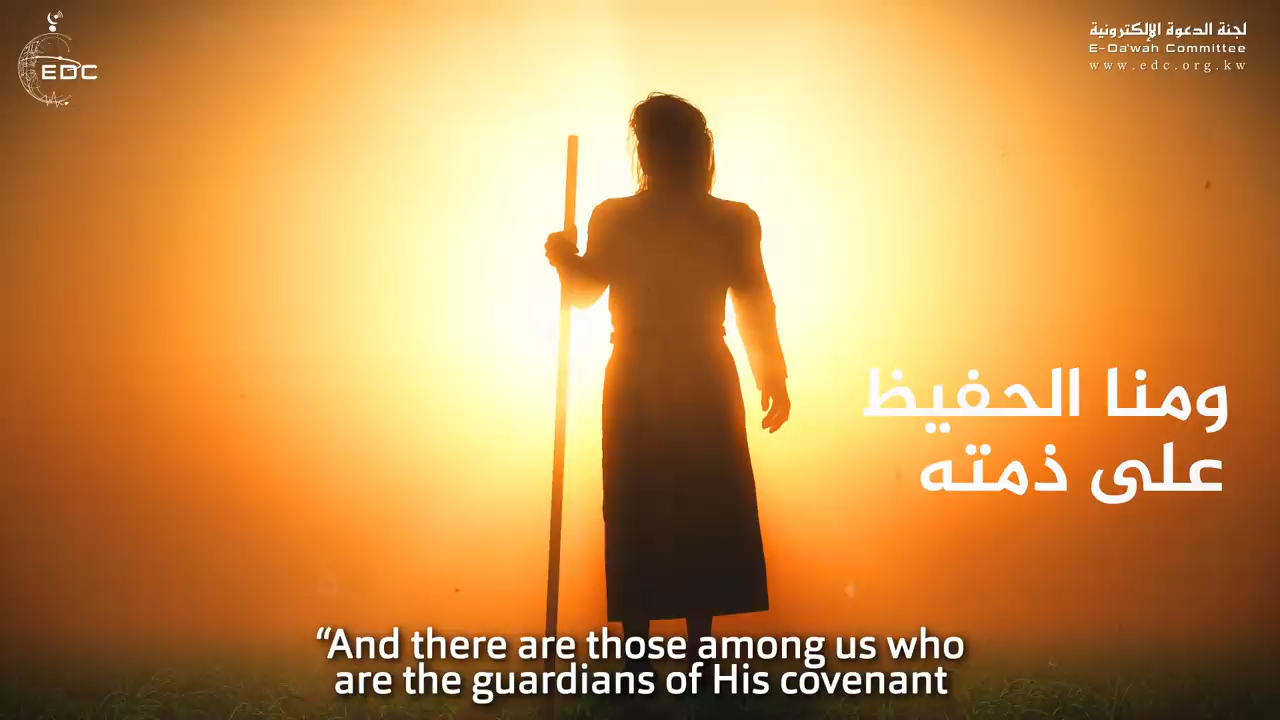 EDC
لجنة الدعوة الإلكترونية
E-Da'wah Committee
www.edc.org.kw
ومنا الحفيظ
على ذمته
“And there are those among us who
are the guardians of His covenant